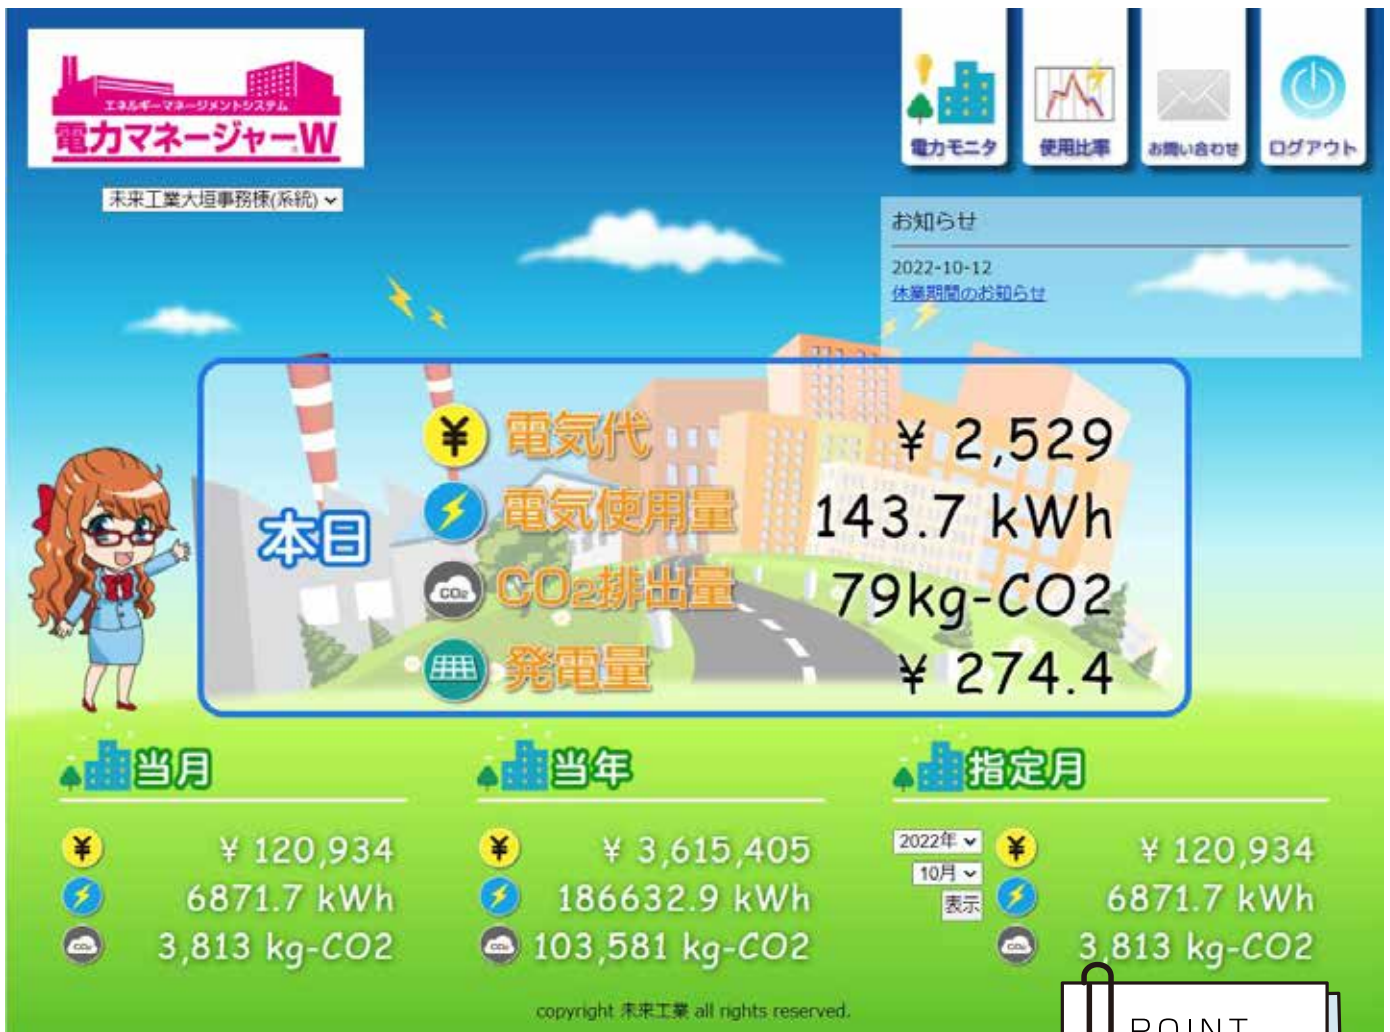 エネルギーマネージメントシステム
電力マネージャーW
電力モニタ
使用比率
お問い合わせ
ログアウト
未来工業大垣事務棟(系統)
お知らせ
2022-10-12
休業期間のお知らせ
本日
¥ 電気代 ¥ 2,529
電気使用量 143.7 kWh
CO2 CO2排出量 79kg-CO2
発電量 ¥ 274.4
当月
¥ ¥ 120,934
6871.7 kWh
CO2 3,813 kg-CO2
当年
¥ ¥ 3,615,405
186632.9 kWh
CO2 103,581 kg-CO2
指定月
2022年
10月
表示
¥ ¥ 120,934
6871.7 kWh
CO2 3,813 kg-CO2
copyright 未来工業 all rights reserved.
POINT